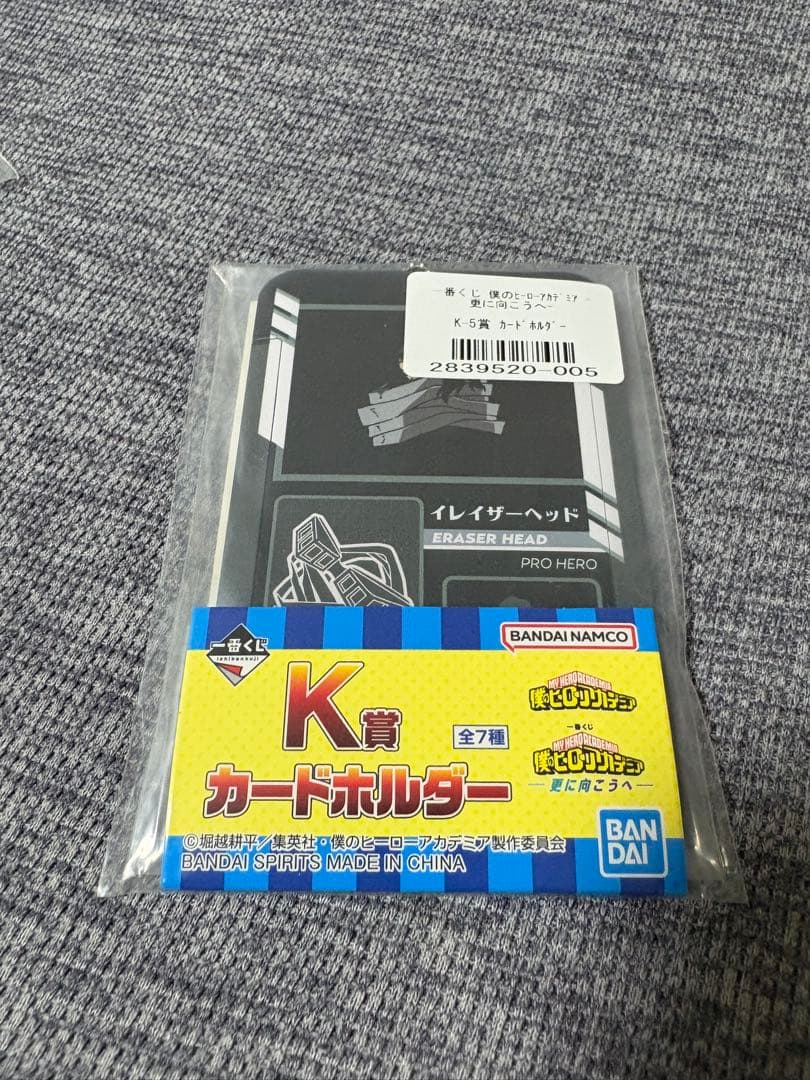 一番くじ 僕のﾋｰﾛｰｱｶﾃﾞﾐｱ -
更に向こうへ-
K-5賞 ｶｰﾄﾞﾎﾙﾀﾞｰ
2839520-005
イレイザーヘッド
ERASER HEAD
PRO HERO
一番くじ
ichibankuji
BANDAI NAMCO
K賞
全7種
カードホルダー
MY HERO ACADEMIA
僕のヒーローアカデミア
一番くじ
MY HERO ACADEMIA
僕のヒーローアカデミア
更に向こうへ
©堀越耕平/集英社・僕のヒーローアカデミア製作委員会
BANDAI SPIRITS MADE IN CHINA
BAN
DAI